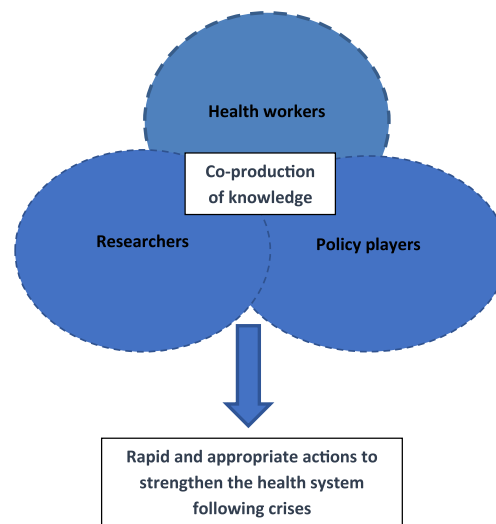 Health workers
Co-production
of knowledge
Researchers
Policy players
Rapid and appropriate actions to
strengthen the health system
following crises